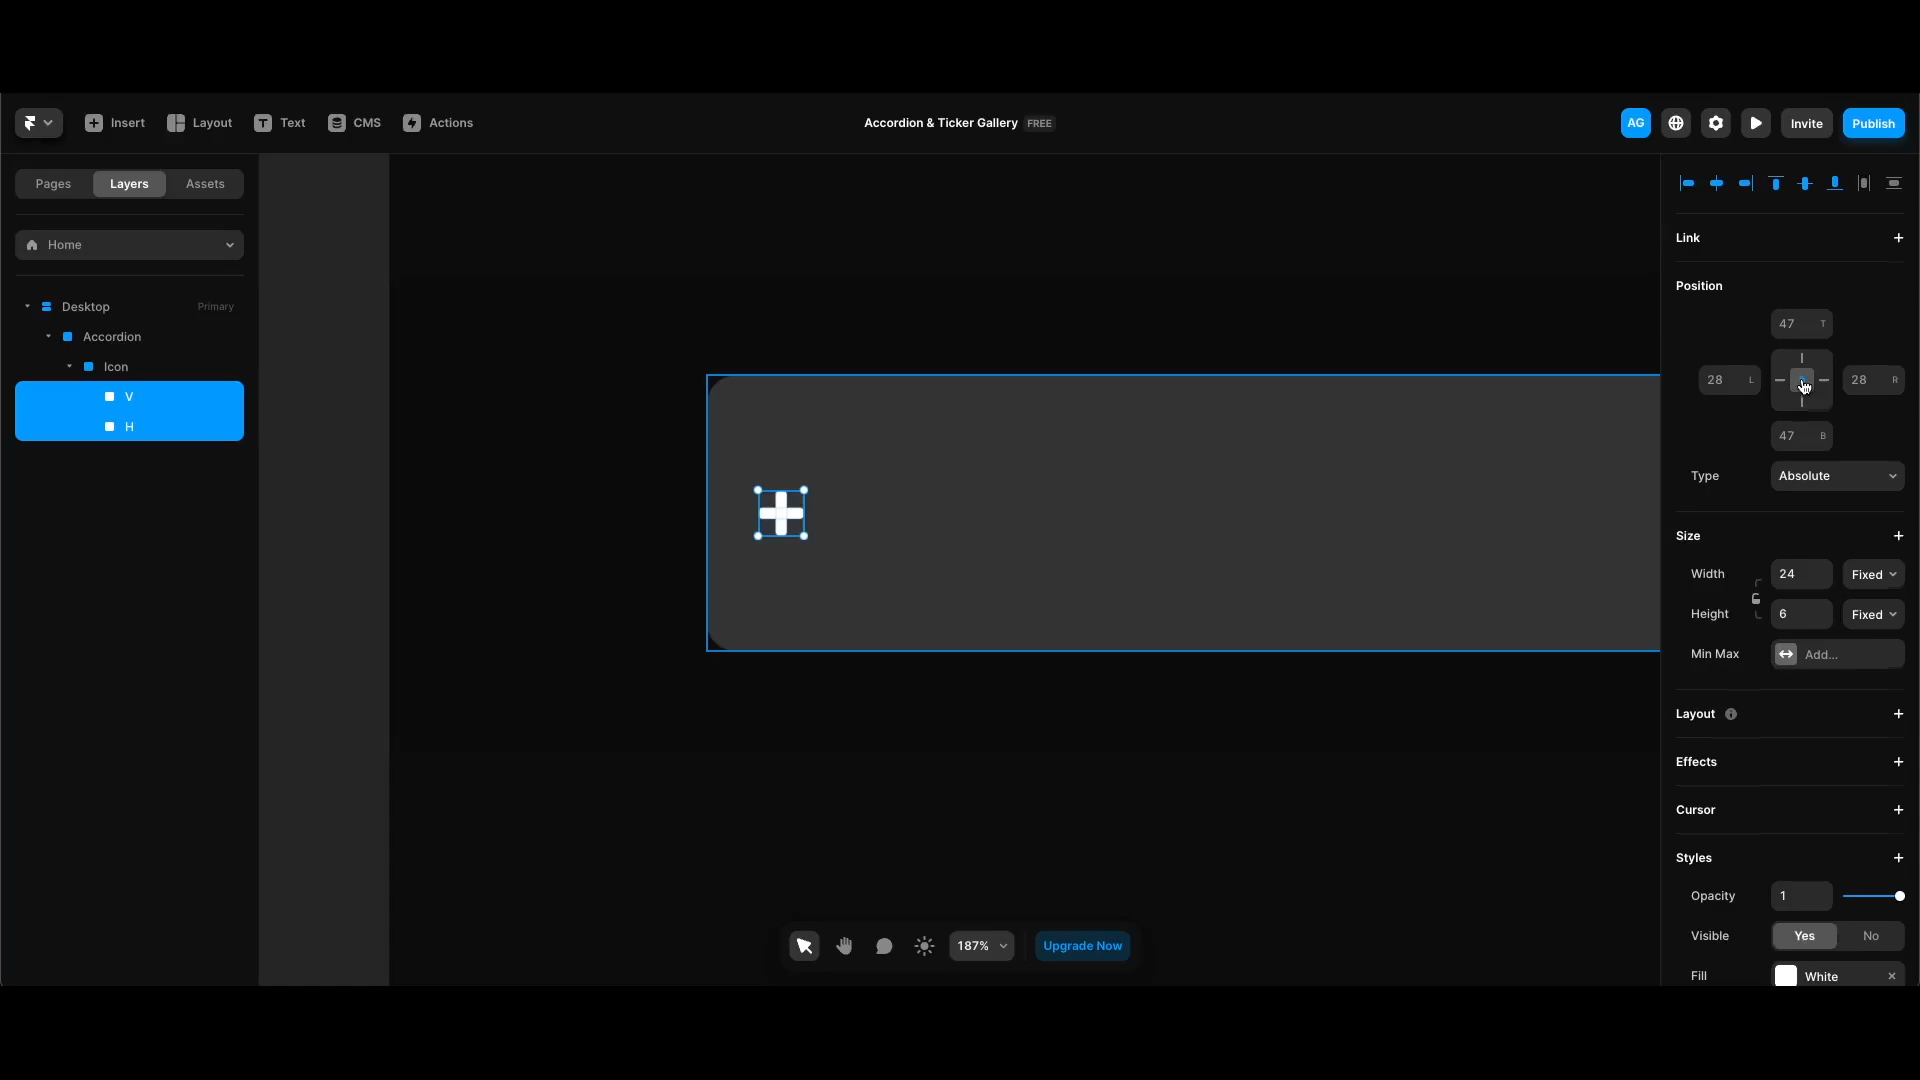 Insert
Layout
Text
CMS
Actions
Accordion & Ticker Gallery FREE
AG
Invite
Publish
Pages
Layers
Assets
Home
Desktop Primary
Accordion
Icon
V
H
Link
Position
47 T
28 L
28 R
47 B
Type Absolute
Size
Width 24 Fixed
Height 6 Fixed
Min Max Add...
Layout
Effects
Cursor
Styles
Opacity 1
Visible Yes No
Fill White
187%
Upgrade Now